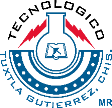 TECNOLOGICO
TUXTLA GUTIERREZ, CHIS.
MR